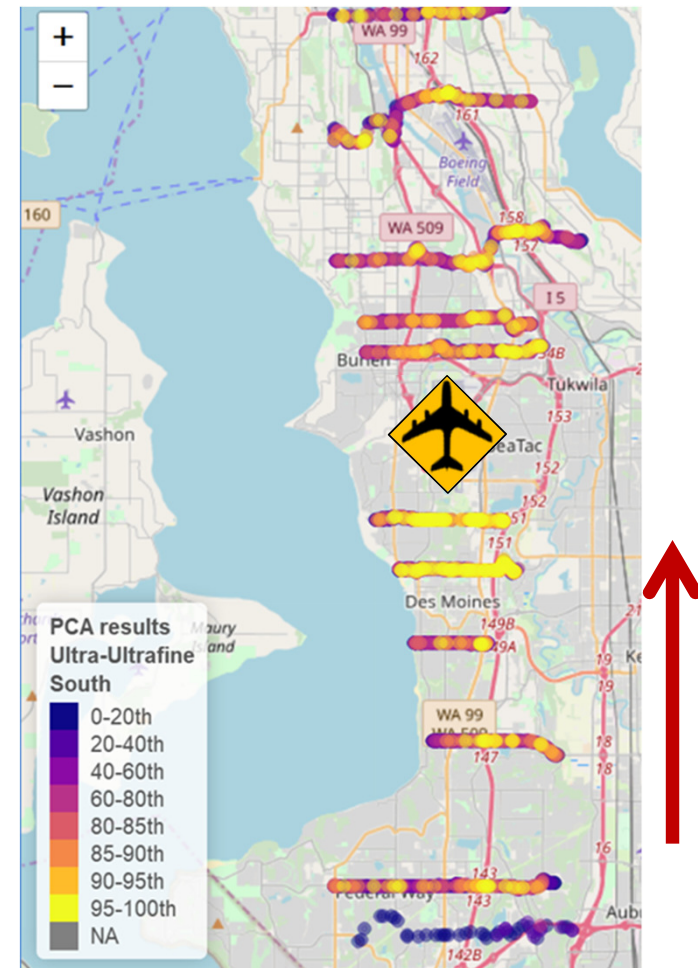 +
WA 99
−
162
161
Boeing
Field
160
158
WA 509
157
I 5
54B
Burien
Tukwila
153
Vashon
SeaTac
152
Vashon
Island
152
151
151
Des Moines
149B
PCA results
Ultra-Ultrafine
South
Maury
Island
49A
19
19
WA 99
WA 509
0-20th
20-40th
18
147
40-60th
18
60-80th
80-85th
85-90th
16
90-95th
143
Federal Way
95-100th
143
NA
142B